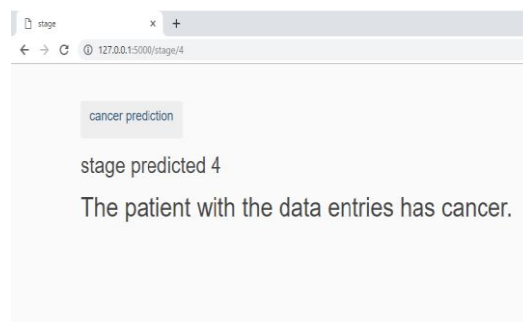 stage
127.0.0.1:5000/stage/4
cancer prediction
stage predicted 4
The patient with the data entries has cancer.